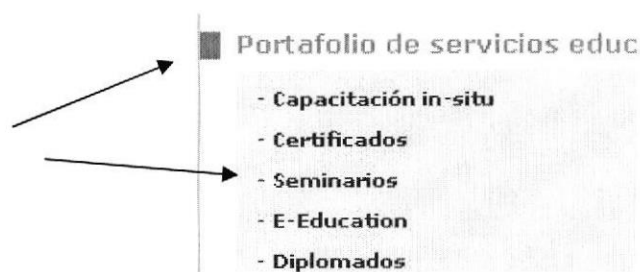 Portafolio de servicios educ
- Capacitación in-situ
- Certificados
- Seminarios
- E-Education
- Diplomados